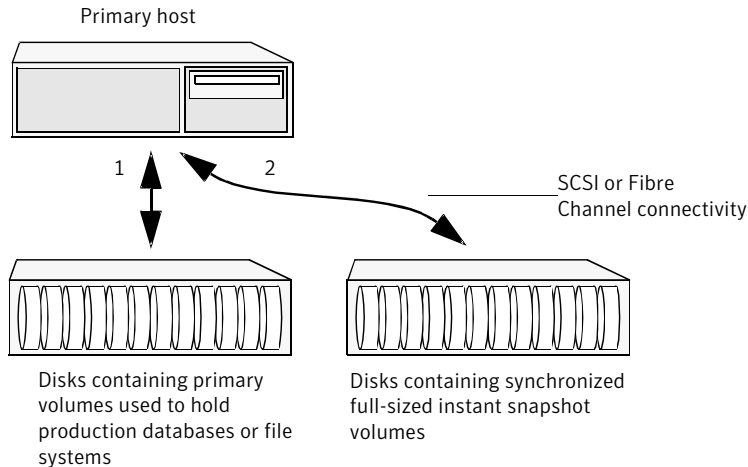 Primary host
1
2
SCSI or Fibre
Channel connectivity
Disks containing primary
volumes used to hold
production databases or file
systems
Disks containing synchronized
full-sized instant snapshot
volumes